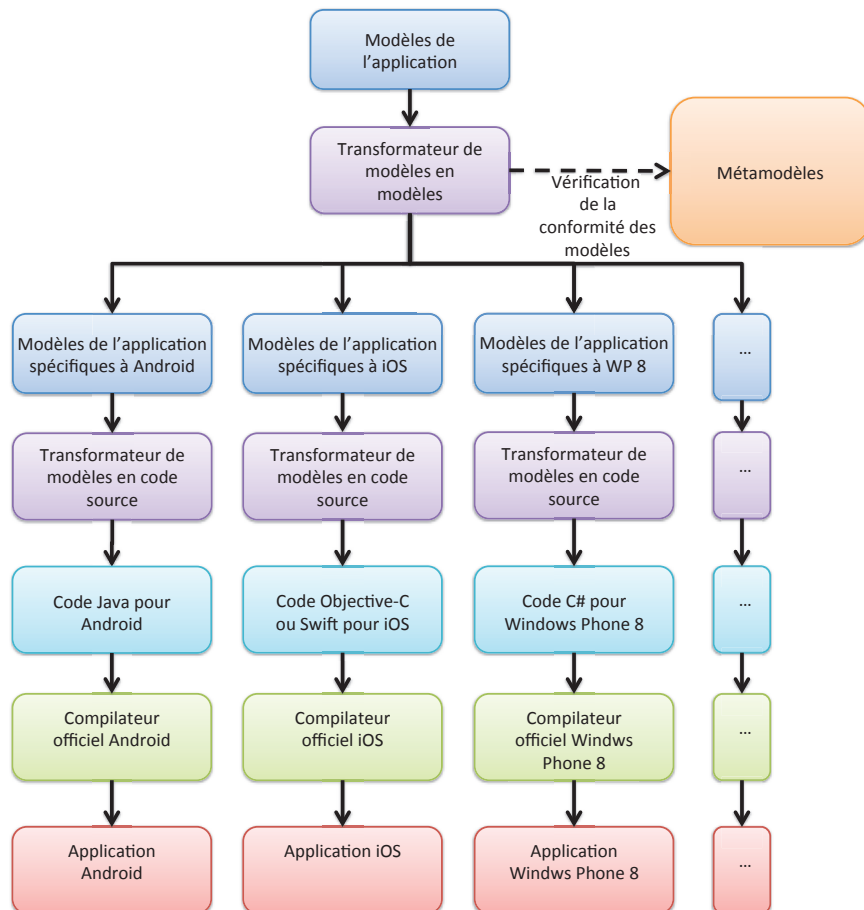 Modèles de
l'application
Transformateur de
modèles en
modèles
Vérification
de la
conformité des
modèles
Métamodèles
Modèles de l'application
spécifiques à Android
Modèles de l'application
spécifiques à iOS
Modèles de l'application
spécifiques à WP 8
...
Transformateur de
modèles en code
source
Transformateur de
modèles en code
source
Transformateur de
modèles en code
source
...
Code Java pour
Android
Code Objective-C
ou Swift pour iOS
Code C# pour
Windows Phone 8
...
Compilateur
officiel Android
Compilateur
officiel iOS
Compilateur
officiel Windws
Phone 8
...
Application
Android
Application iOS
Application
Windws Phone 8
...